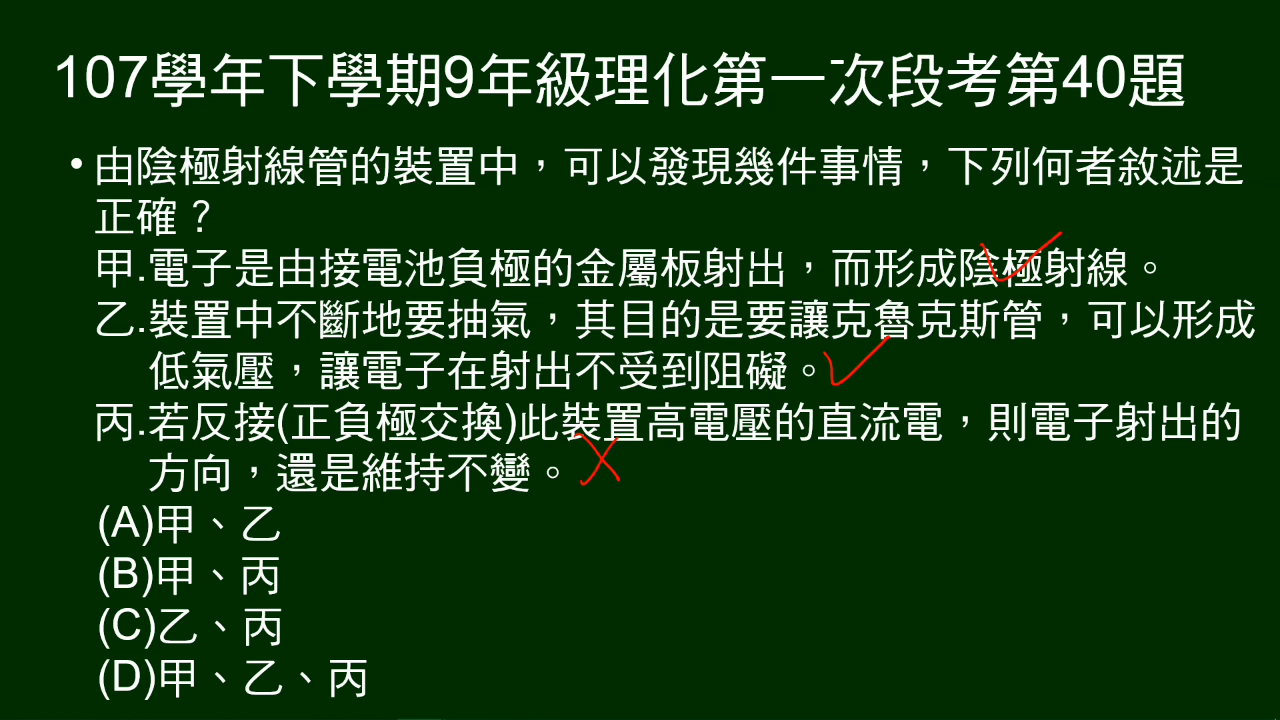 107學年下學期9年級理化第一次段考第40題
•由陰極射線管的裝置中，可以發現幾件事情，下列何者敘述是
正確？
甲.電子是由接電池負極的金屬板射出，而形成陰極射線。
乙.裝置中不斷地要抽氣，其目的是要讓克魯克斯管，可以形成
低氣壓，讓電子在射出不受到阻礙。
丙.若反接(正負極交換)此裝置高電壓的直流電，則電子射出的
方向，還是維持不變。
(A)甲、乙
(B)甲、丙
(C)乙、丙
(D)甲、乙、丙